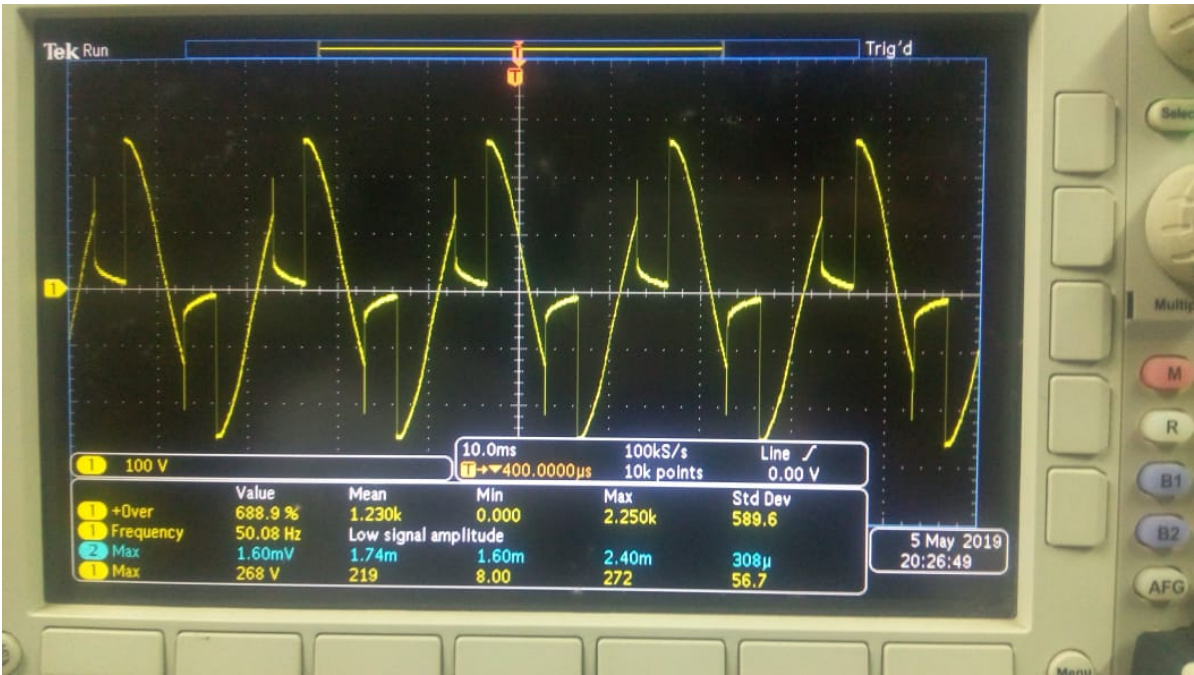 Tek Run Trig'd
T
T
Selec
1
Multip
M
R
B1
B2
AFG
1 100 V
10.0ms 100kS/s Line
T→▼400.0000µs 10k points 0.00 V
Value Mean Min Max Std Dev
1 +Over 688.9 % 1.230k 0.000 2.250k 589.6
1 Frequency 50.08 Hz Low signal amplitude
2 Max 1.60mV 1.74m 1.60m 2.40m 308µ
1 Max 268 V 219 8.00 272 56.7
5 May 2019
20:26:49
Menu